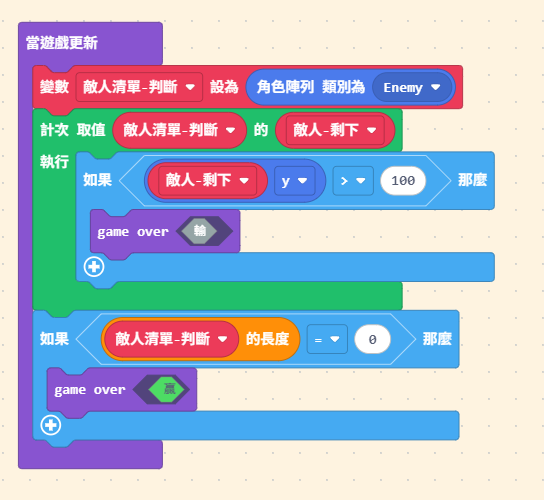 當遊戲更新
變數 敵人清單-判斷 設為 角色陣列 類別為 Enemy
計次 取值 敵人清單-判斷 的 敵人-剩下
執行
如果 敵人-剩下 y > 100 那麼
game over 輸
如果 敵人清單-判斷 的長度 = 0 那麼
game over 贏